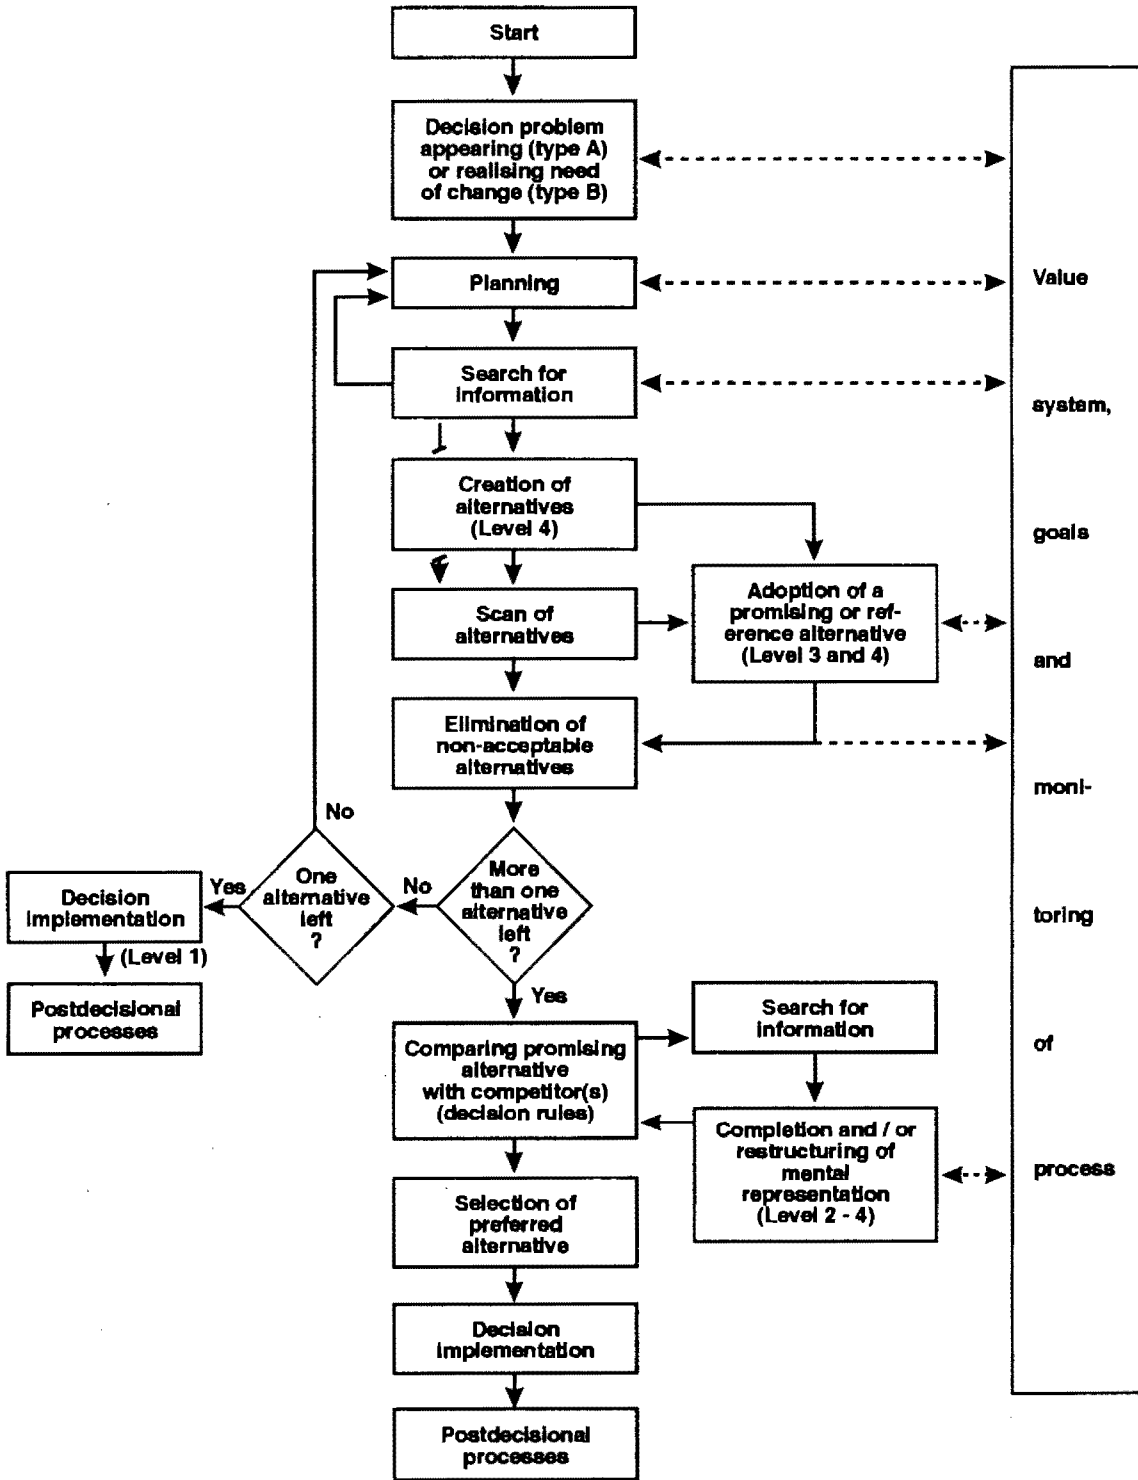 Start
Decision problem
appearing (type A)
or realising need
of change (type B)
Planning
Search for
information
Creation of
alternatives
(Level 4)
Scan of
alternatives
Adoption of a
promising or ref-
erence alternative
(Level 3 and 4)
Elimination of
non-acceptable
alternatives
No
One
alternative
left
?
Yes
No
More
than one
alternative
left
?
Decision
implementation
(Level 1)
Postdecisional
processes
Yes
Comparing promising
alternative
with competitor(s)
(decision rules)
Search for
information
Completion and / or
restructuring of
mental
representation
(Level 2 - 4)
Selection of
preferred
alternative
Decision
implementation
Postdecisional
processes
Value
system,
goals
and
moni-
toring
of
process